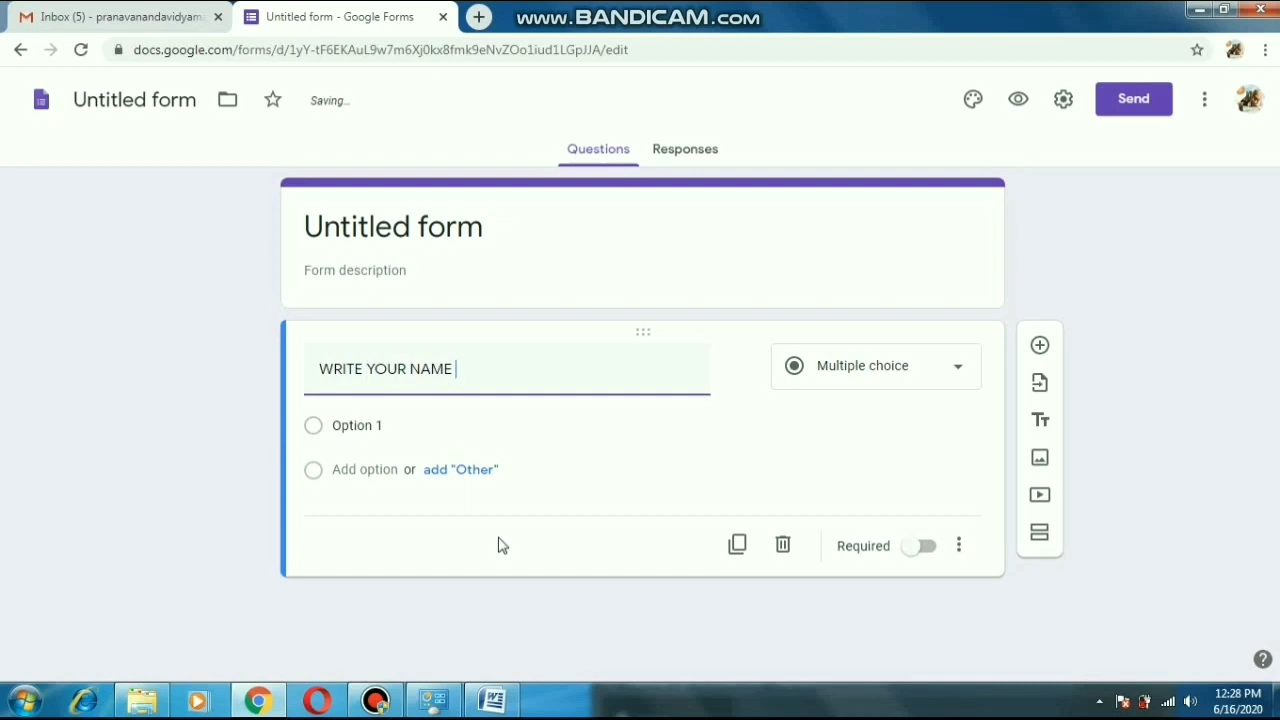 Inbox (5) - pranavanandavidyama
Untitled form - Google Forms
www.BANDICAM.com
docs.google.com/forms/d/1yY-tF6EKAuL9w7m6Xj0kx8fmk9eNvZOo1iud1LGpJJA/edit
Untitled form
Saving...
Send
Questions
Responses
Untitled form
Form description
WRITE YOUR NAME
Multiple choice
Option 1
Add option or add "Other"
Required
12:28 PM
6/16/2020